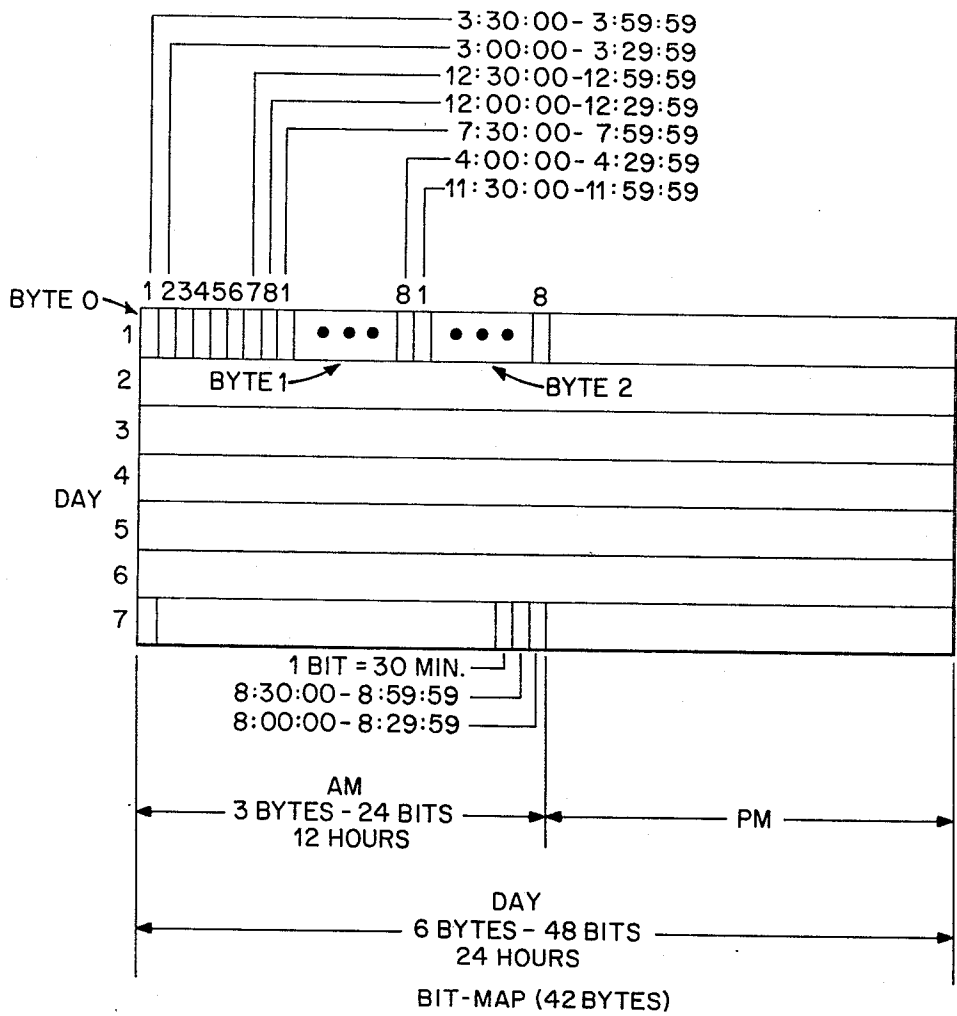 3:30:00 - 3:59:59
3:00:00 - 3:29:59
12:30:00 - 12:59:59
12:00:00 - 12:29:59
7:30:00 - 7:59:59
4:00:00 - 4:29:59
11:30:00 - 11:59:59
1 2 3 4 5 6 7 8 1 8 1 8
BYTE 0
1
2
BYTE 1 BYTE 2
3
4
DAY
5
6
7
1 BIT = 30 MIN.
8:30:00 - 8:59:59
8:00:00 - 8:29:59
AM
3 BYTES - 24 BITS
12 HOURS
PM
DAY
6 BYTES - 48 BITS
24 HOURS
BIT-MAP (42 BYTES)